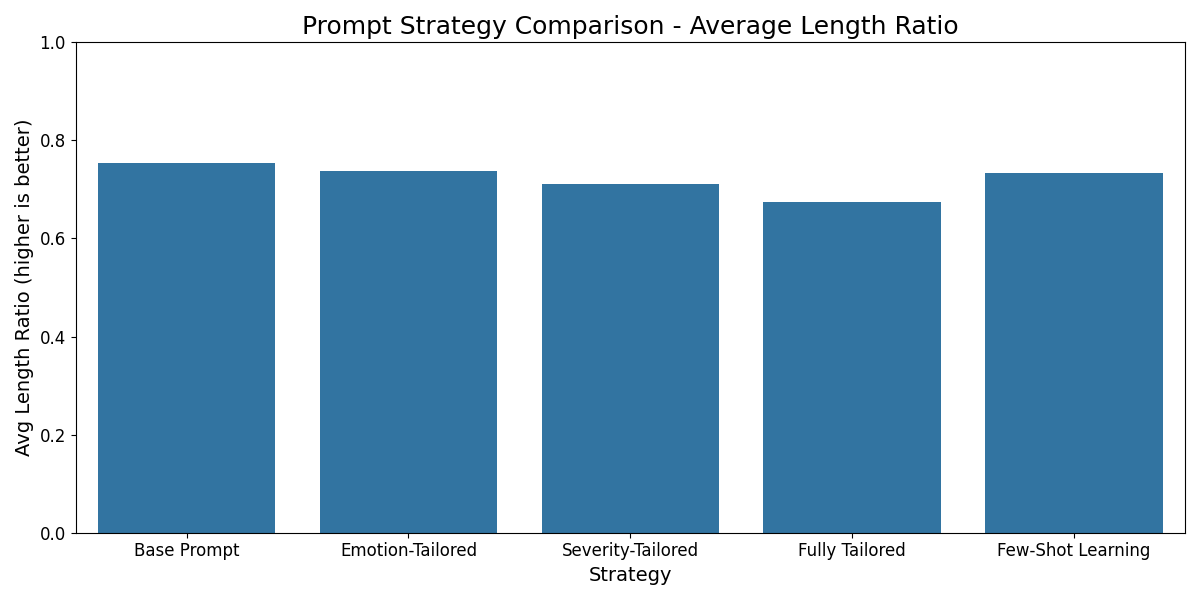 Prompt Strategy Comparison - Average Length Ratio
Avg Length Ratio (higher is better)
1.0
0.8
0.6
0.4
0.2
0.0
Base Prompt
Emotion-Tailored
Severity-Tailored
Fully Tailored
Few-Shot Learning
Strategy